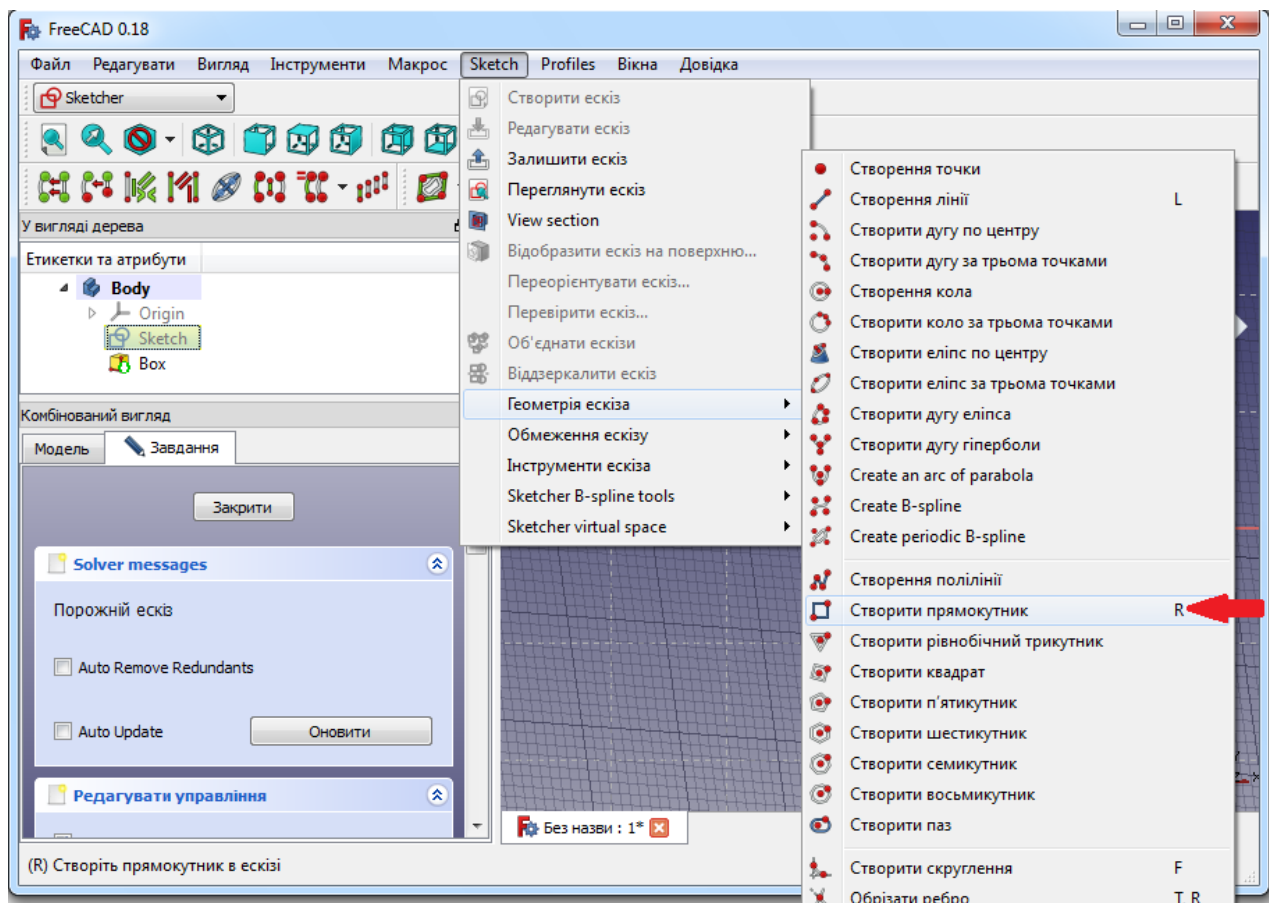 FreeCAD 0.18
Файл Редагувати Вигляд Інструменти Макрос Sketch Profiles Вікна Довідка
Sketcher
У вигляді дерева
Етикетки та атрибути
Body
Origin
Sketch
Box
Комбінований вигляд
Модель Завдання
Закрити
Solver messages
Порожній ескіз
Auto Remove Redundants
Auto Update Оновити
Редагувати управління
Створити ескіз
Редагувати ескіз
Залишити ескіз
Переглянути ескіз
View section
Відобразити ескіз на поверхню...
Переорієнтувати ескіз...
Перевірити ескіз...
Об'єднати ескізи
Віддзеркалити ескіз
Геометрія ескіза
Обмеження ескізу
Інструменти ескіза
Sketcher B-spline tools
Sketcher virtual space
Створення точки
Створення лінії L
Створити дугу по центру
Створити дугу за трьома точками
Створення кола
Створити коло за трьома точками
Створити еліпс по центру
Створити еліпс за трьома точками
Створити дугу еліпса
Створити дугу гіперболи
Create an arc of parabola
Create B-spline
Create periodic B-spline
Створення полілінії
Створити прямокутник R
Створити рівнобічний трикутник
Створити квадрат
Створити п'ятикутник
Створити шестикутник
Створити семикутник
Створити восьмикутник
Створити паз
Створити скруглення F
Обрізати ребро T, R
Без назви : 1*
(R) Створіть прямокутник в ескізі